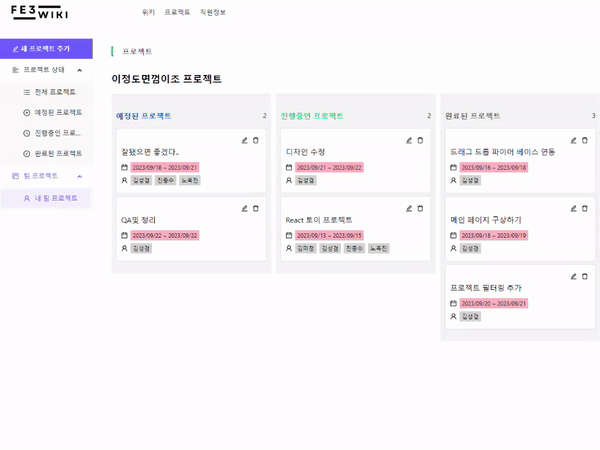 FE3
WIKI
위키 프로젝트 직원정보
새 프로젝트 추가
프로젝트 상태
전체 프로젝트
예정된 프로젝트
진행중인 프로...
완료된 프로젝트
팀 프로젝트
내 팀 프로젝트
프로젝트
이정도면껌이조 프로젝트
예정된 프로젝트 2
잘됐으면 좋겠다..
2023/09/18 ~ 2023/09/21
김성겸 진종수 노욱진
QA및 정리
2023/09/22 ~ 2023/09/22
김성겸
진행중인 프로젝트 2
디자인 수정
2023/09/21 ~ 2023/09/22
김성겸
React 토이 프로젝트
2023/09/13 ~ 2023/09/15
김미정 김성겸 진종수 노욱진
완료된 프로젝트 3
드래그 드롭 파이어 베이스 연동
2023/09/16 ~ 2023/09/18
김성겸
메인 페이지 구상하기
2023/09/18 ~ 2023/09/19
김성겸
프로젝트 필터링 추가
2023/09/20 ~ 2023/09/21
김성겸